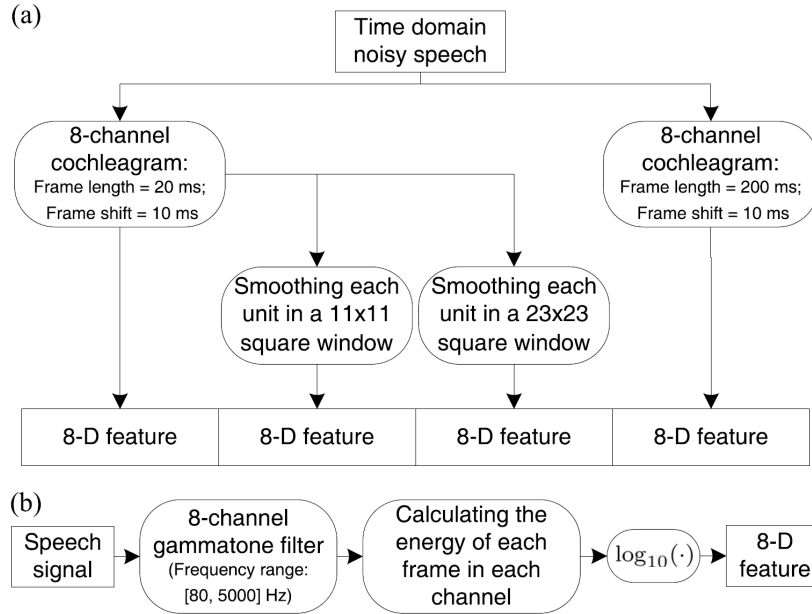 (a)
Time domain
noisy speech
8-channel
cochleagram:
Frame length = 20 ms;
Frame shift = 10 ms
8-channel
cochleagram:
Frame length = 200 ms;
Frame shift = 10 ms
Smoothing each
unit in a 11x11
square window
Smoothing each
unit in a 23x23
square window
8-D feature
8-D feature
8-D feature
8-D feature
(b)
Speech
signal
8-channel
gammatone filter
(Frequency range:
[80, 5000] Hz)
Calculating the
energy of each
frame in each
channel
log₁₀(·)
8-D
feature